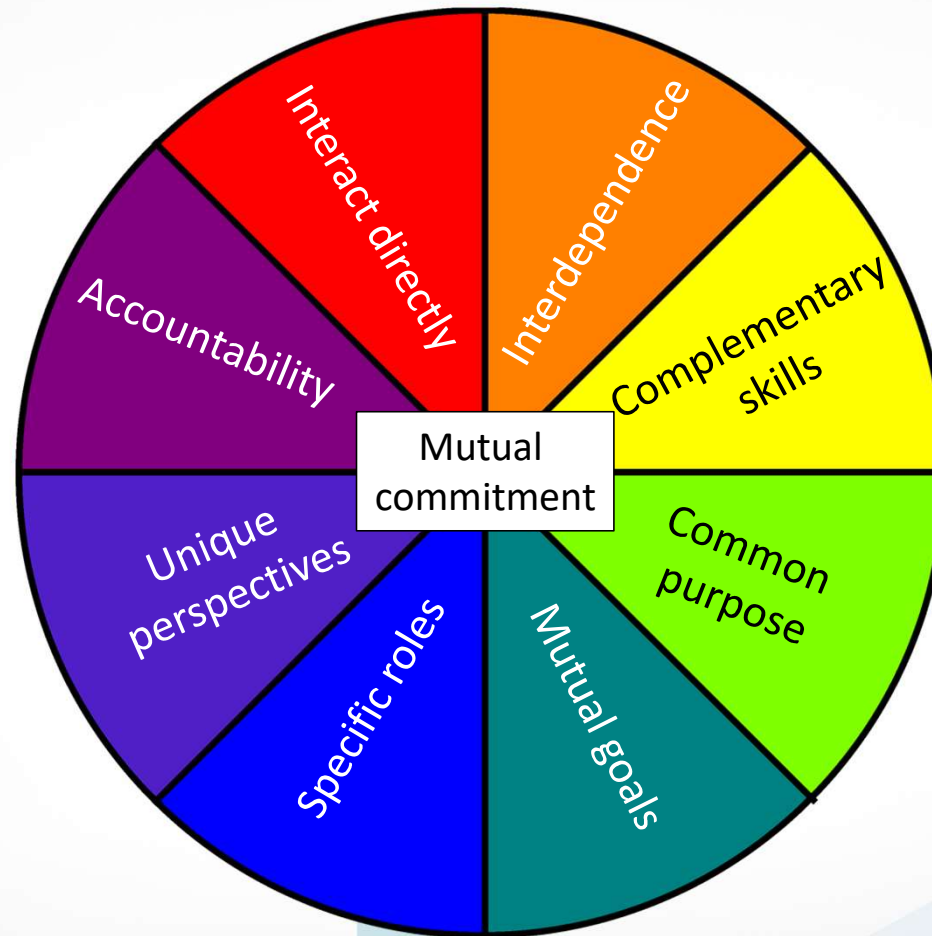 Interact directly
Interdependence
Complementary
skills
Common
purpose
Mutual goals
Specific roles
Unique
perspectives
Accountability
Mutual
commitment